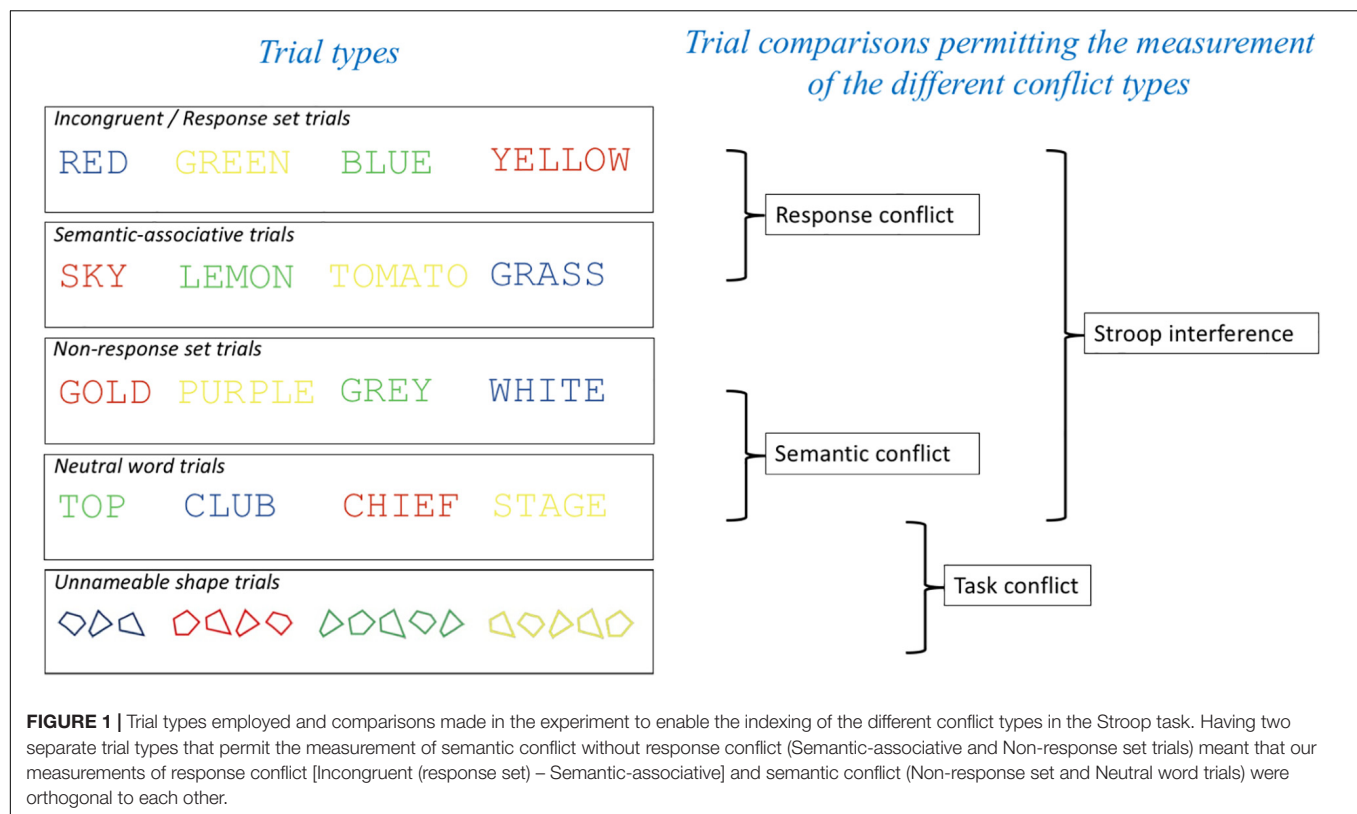 Trial types
Trial comparisons permitting the measurement
of the different conflict types
Incongruent / Response set trials
RED GREEN BLUE YELLOW
Response conflict
Semantic-associative trials
SKY LEMON TOMATO GRASS
Stroop interference
Non-response set trials
GOLD PURPLE GREY WHITE
Semantic conflict
Neutral word trials
TOP CLUB CHIEF STAGE
Unnameable shape trials
Task conflict
FIGURE 1 | Trial types employed and comparisons made in the experiment to enable the indexing of the different conflict types in the Stroop task. Having two
separate trial types that permit the measurement of semantic conflict without response conflict (Semantic-associative and Non-response set trials) meant that our
measurements of response conflict [Incongruent (response set) – Semantic-associative] and semantic conflict (Non-response set and Neutral word trials) were
orthogonal to each other.